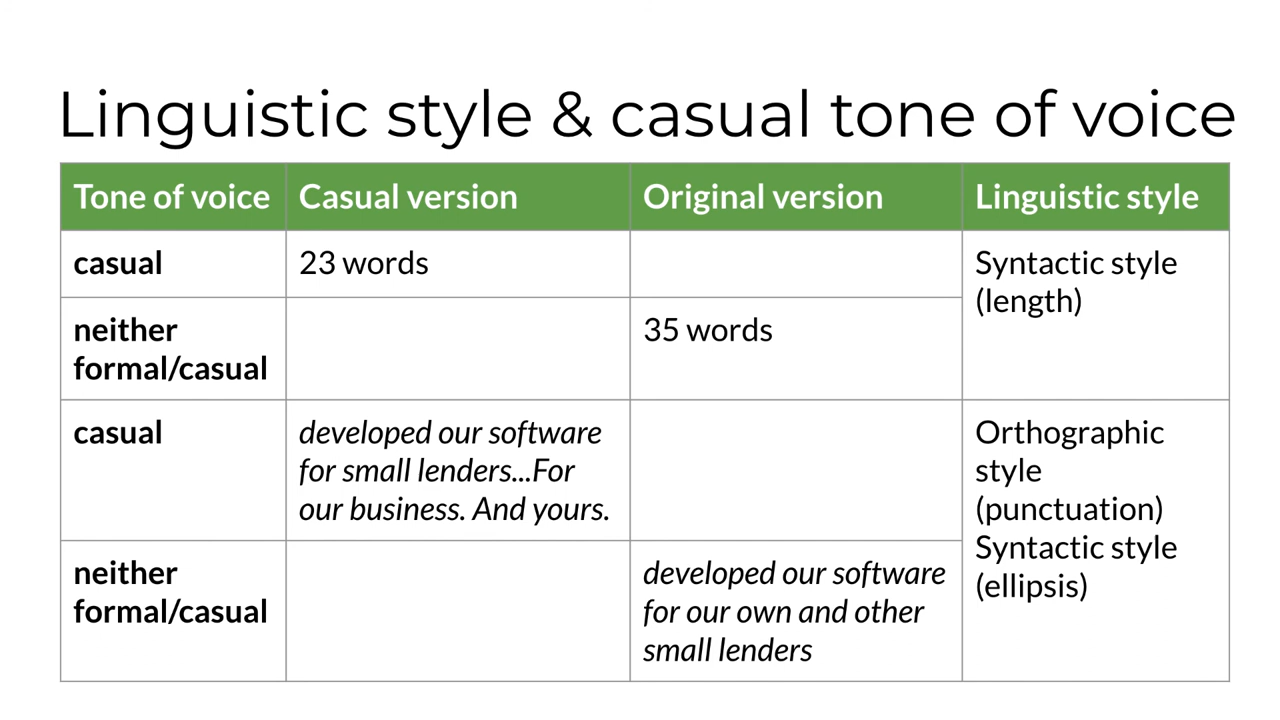 Linguistic style & casual tone of voice
Tone of voice Casual version Original version Linguistic style
casual 23 words Syntactic style
(length)
neither 35 words
formal/casual
casual developed our software Orthographic
for small lenders...For style
our business. And yours. (punctuation)
Syntactic style
neither developed our software (ellipsis)
formal/casual for our own and other
small lenders